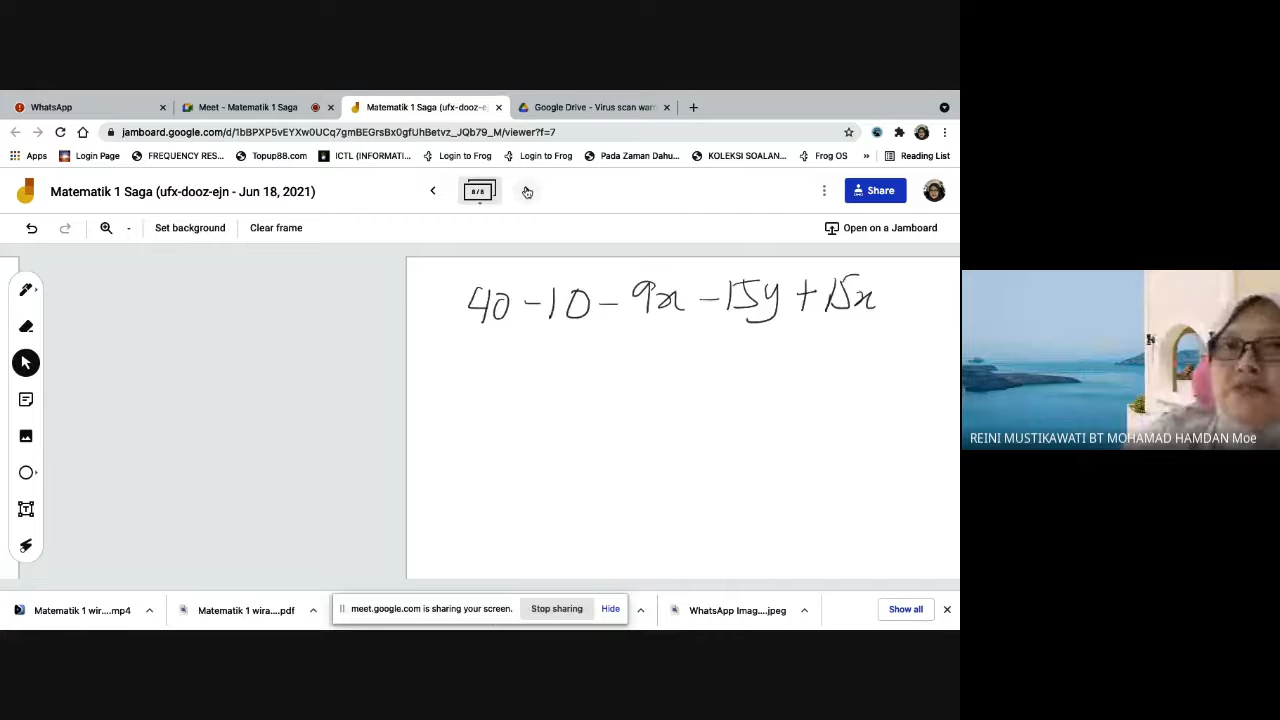 WhatsApp
Meet - Matematik 1 Saga
Matematik 1 Saga (ufx-dooz-e
Google Drive - Virus scan warn
jamboard.google.com/d/1bBPXP5vEYXw0UCq7gmBEGrsBx0gfUhBetvz_JQb79_M/viewer?f=7
Apps Login Page FREQUENCY RES... Topup88.com ICTL (INFORMATI... Login to Frog Login to Frog Pada Zaman Dahu... KOLEKSI SOALAN... Frog OS » Reading List
Matematik 1 Saga (ufx-dooz-ejn - Jun 18, 2021)
8/8
Share
Set background Clear frame
Open on a Jamboard
40 - 10 - 9x - 15y + 15x
REINI MUSTIKAWATI BT MOHAMAD HAMDAN Moe
Matematik 1 wir....mp4
Matematik 1 wira....pdf
meet.google.com is sharing your screen. Stop sharing Hide
WhatsApp Imag....jpeg
Show all